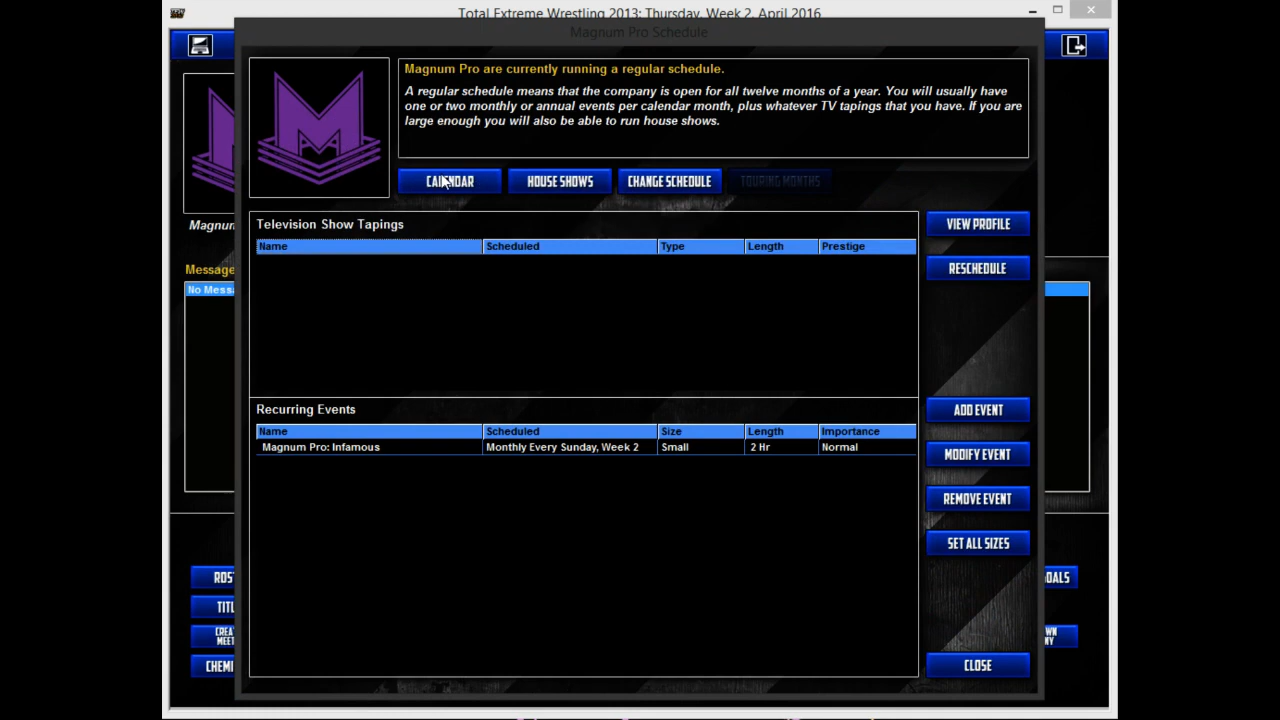 Total Extreme Wrestling 2013: Thursday, Week 2, April 2016
Magnum Pro Schedule
Magnum Pro are currently running a regular schedule.
A regular schedule means that the company is open for all twelve months of a year. You will usually have
one or two monthly or annual events per calendar month, plus whatever TV tapings that you have. If you are
large enough you will also be able to run house shows.
CALENDAR
HOUSE SHOWS
CHANGE SCHEDULE
TOURING MONTHS
Magnum
Message
No Messa
Television Show Tapings
Name Scheduled Type Length Prestige
VIEW PROFILE
RESCHEDULE
Recurring Events
Name Scheduled Size Length Importance
Magnum Pro: Infamous Monthly Every Sunday, Week 2 Small 2 Hr Normal
ADD EVENT
MODIFY EVENT
REMOVE EVENT
SET ALL SIZES
CLOSE
ROS
TITL
CREA
MEET
CHEMI
OALS
WN
NY